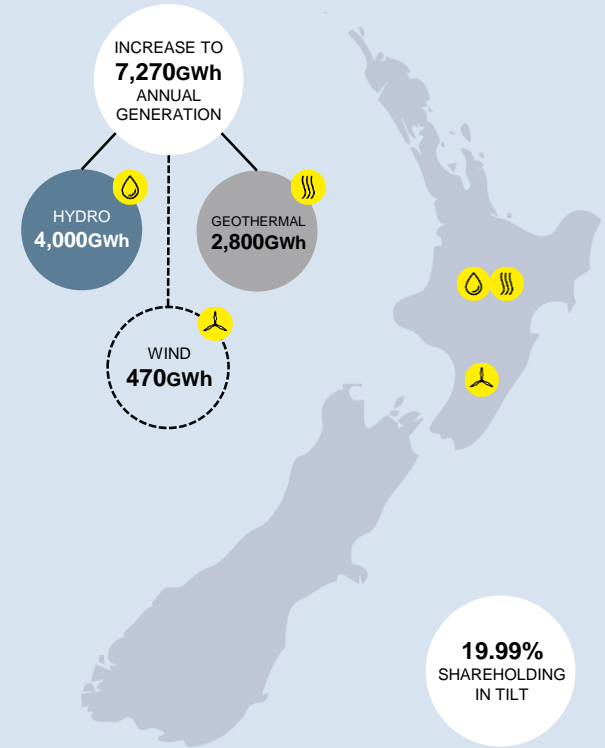 INCREASE TO
7,270GWh
ANNUAL
GENERATION
HYDRO
4,000GWh
GEOTHERMAL
2,800GWh
WIND
470GWh
19.99%
SHAREHOLDING
IN TILT